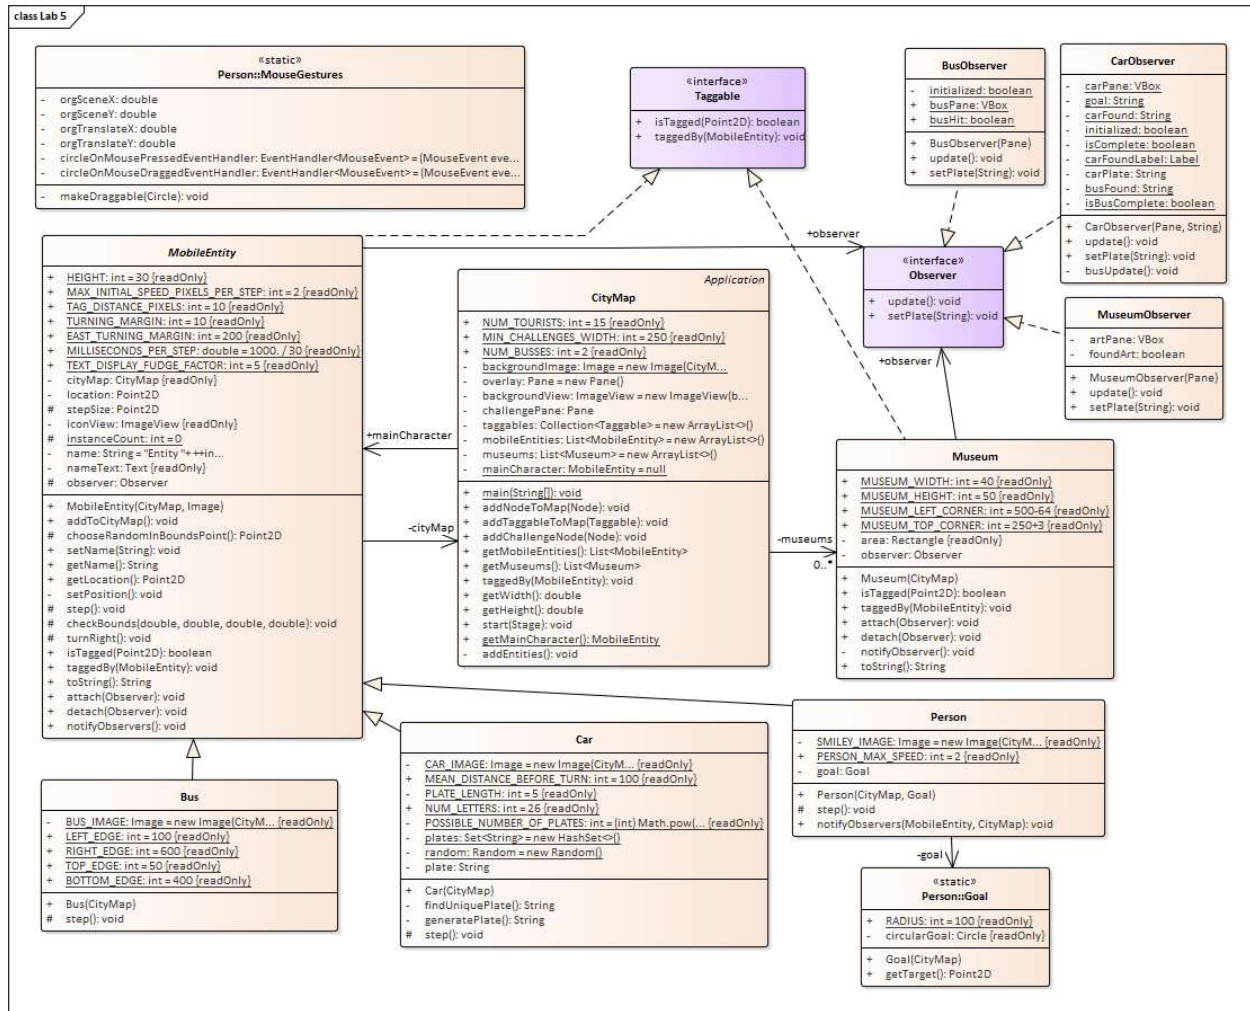 class Lab 5
«static»
Person::MouseGestures
- orgSceneX: double
- orgSceneY: double
- orgTranslateX: double
- orgTranslateY: double
- circleOnMousePressedEventHandler: EventHandler<MouseEvent> = (MouseEvent eve...
- circleOnMouseDraggedEventHandler: EventHandler<MouseEvent> = (MouseEvent eve...
- makeDraggable(Circle): void
«interface»
Taggable
+ isTagged(Point2D): boolean
+ taggedBy(MobileEntity): void
BusObserver
- initialized: boolean
+ busPane: VBox
+ busHit: boolean
+ BusObserver(Pane)
+ update(): void
+ setPlate(String): void
CarObserver
- carPane: VBox
- goal: String
- carFound: String
- initialized: boolean
- isComplete: boolean
- carFoundLabel: Label
- carPlate: String
- busFound: String
- isBusComplete: boolean
+ CarObserver(Pane, String)
+ update(): void
+ setPlate(String): void
- busUpdate(): void
MobileEntity
+ HEIGHT: int = 30 {readOnly}
+ MAX_INITIAL_SPEED_PIXELS_PER_STEP: int = 2 {readOnly}
+ TAG_DISTANCE_PIXELS: int = 10 {readOnly}
+ TURNING_MARGIN: int = 10 {readOnly}
+ EAST_TURNING_MARGIN: int = 200 {readOnly}
+ MILLISECONDS_PER_STEP: double = 1000. / 30 {readOnly}
+ TEXT_DISPLAY_FUDGE_FACTOR: int = 5 {readOnly}
- cityMap: CityMap {readOnly}
- location: Point2D
# stepSize: Point2D
- iconView: ImageView {readOnly}
# instanceCount: int = 0
- name: String = "Entity "+ ++in...
- nameText: Text {readOnly}
# observer: Observer
+ MobileEntity(CityMap, Image)
+ addToCityMap(): void
# chooseRandomInBoundsPoint(): Point2D
+ setName(String): void
+ getName(): String
+ getLocation(): Point2D
- setPosition(): void
# step(): void
# checkBounds(double, double, double, double): void
# turnRight(): void
+ isTagged(Point2D): boolean
+ taggedBy(MobileEntity): void
+ toString(): String
+ attach(Observer): void
+ detach(Observer): void
+ notifyObservers(): void
+observer
«interface»
Observer
+ update(): void
+ setPlate(String): void
+observer
MuseumObserver
- artPane: VBox
- foundArt: boolean
+ MuseumObserver(Pane)
+ update(): void
+ setPlate(String): void
Application
CityMap
+ NUM_TOURISTS: int = 15 {readOnly}
+ MIN_CHALLENGES_WIDTH: int = 250 {readOnly}
+ NUM_BUSSES: int = 2 {readOnly}
- backgroundImage: Image = new Image(CityM...
- overlay: Pane = new Pane()
- backgroundView: ImageView = new ImageView(b...
- challengePane: Pane
- taggables: Collection<Taggable> = new ArrayList<>()
- mobileEntities: List<MobileEntity> = new ArrayList<>()
- museums: List<Museum> = new ArrayList<>()
- mainCharacter: MobileEntity = null
+ main(String[]): void
+ addNodeToMap(Node): void
+ addTaggableToMap(Taggable): void
+ addChallengeNode(Node): void
+ getMobileEntities(): List<MobileEntity>
+ getMuseums(): List<Museum>
+ taggedBy(MobileEntity): void
+ getWidth(): double
+ getHeight(): double
+ start(Stage): void
+ getMainCharacter(): MobileEntity
- addEntities(): void
+mainCharacter
-cityMap
-museums
0..*
Museum
+ MUSEUM_WIDTH: int = 40 {readOnly}
+ MUSEUM_HEIGHT: int = 50 {readOnly}
+ MUSEUM_LEFT_CORNER: int = 500-64 {readOnly}
+ MUSEUM_TOP_CORNER: int = 250+3 {readOnly}
- area: Rectangle {readOnly}
- observer: Observer
+ Museum(CityMap)
+ isTagged(Point2D): boolean
+ taggedBy(MobileEntity): void
+ attach(Observer): void
+ detach(Observer): void
- notifyObserver(): void
+ toString(): String
Bus
- BUS_IMAGE: Image = new Image(CityM... {readOnly}
+ LEFT_EDGE: int = 100 {readOnly}
+ RIGHT_EDGE: int = 600 {readOnly}
+ TOP_EDGE: int = 50 {readOnly}
+ BOTTOM_EDGE: int = 400 {readOnly}
+ Bus(CityMap)
# step(): void
Car
- CAR_IMAGE: Image = new Image(CityM... {readOnly}
+ MEAN_DISTANCE_BEFORE_TURN: int = 100 {readOnly}
- PLATE_LENGTH: int = 5 {readOnly}
+ NUM_LETTERS: int = 26 {readOnly}
- POSSIBLE_NUMBER_OF_PLATES: int = (int) Math.pow(... {readOnly}
- plates: Set<String> = new HashSet<>()
- random: Random = new Random()
- plate: String
+ Car(CityMap)
- findUniquePlate(): String
- generatePlate(): String
# step(): void
Person
- SMILEY_IMAGE: Image = new Image(CityM... {readOnly}
+ PERSON_MAX_SPEED: int = 2 {readOnly}
- goal: Goal
+ Person(CityMap, Goal)
# step(): void
+ notifyObservers(MobileEntity, CityMap): void
-goal
«static»
Person::Goal
+ RADIUS: int = 100 {readOnly}
- circularGoal: Circle {readOnly}
+ Goal(CityMap)
+ getTarget(): Point2D